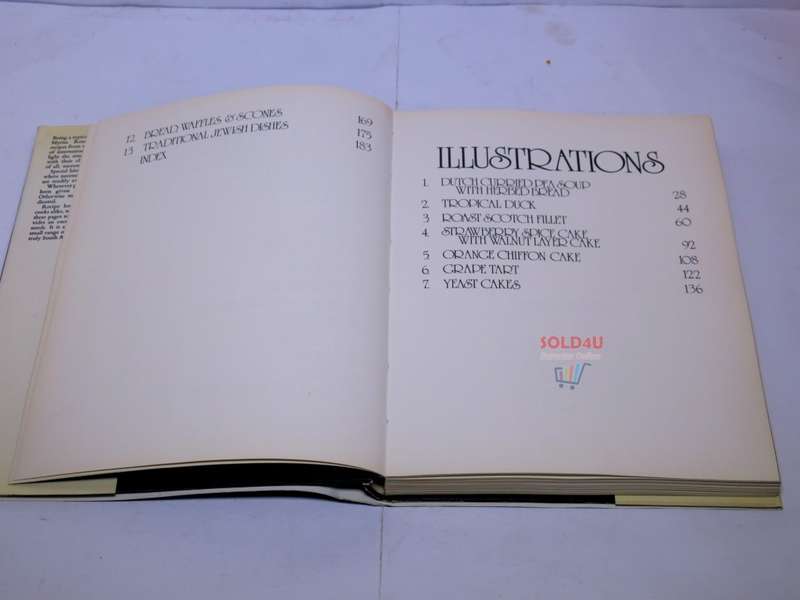 12. BREAD WAFFLES & SCONES 169
13 TRADITIONAL JEWISH DISHES 175
INDEX 183
ILLUSTRATIONS
1. DUTCH CURRIED PEA SOUP
WITH HERBED BREAD 28
2. TROPICAL DUCK 44
3 ROAST SCOTCH FILLET 60
4. STRAWBERRY SPICE CAKE
WITH WALNUT LAYER CAKE 92
5. ORANGE CHIFFON CAKE 108
6. GRAPE TART 122
7. YEAST CAKES 136
SOLD4U